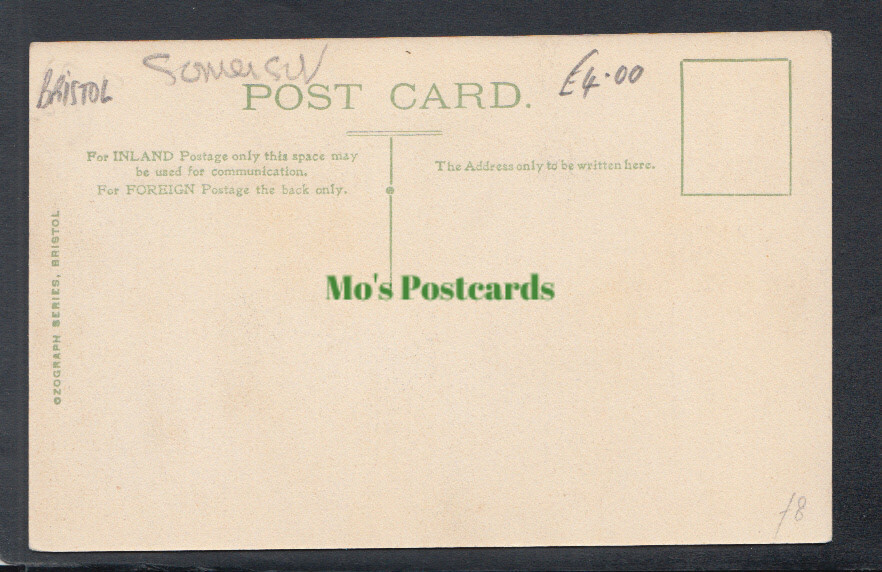 BRISTOL
Somerset
£4.00
POST CARD.
For INLAND Postage only this space may
be used for communication.
For FOREIGN Postage the back only.
The Address only to be written here.
OZOGRAPH SERIES, BRISTOL
Mo's Postcards
/8